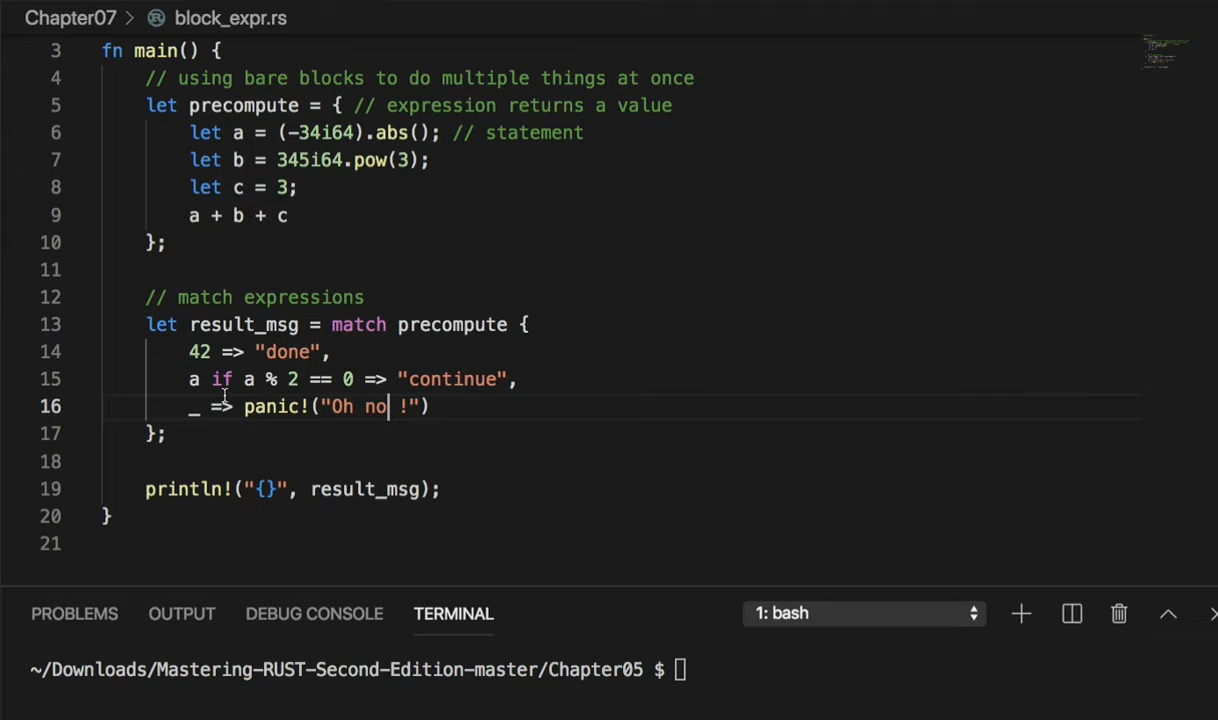 Chapter07 > block_expr.rs
3 fn main() {
4 // using bare blocks to do multiple things at once
5 let precompute = { // expression returns a value
6 let a = (-34i64).abs(); // statement
7 let b = 345i64.pow(3);
8 let c = 3;
9 a + b + c
10 };
11
12 // match expressions
13 let result_msg = match precompute {
14 42 => "done",
15 a if a % 2 == 0 => "continue",
16 _ => panic!("Oh no !")
17 };
18
19 println!("{}", result_msg);
20 }
21
PROBLEMS OUTPUT DEBUG CONSOLE TERMINAL 1: bash
~/Downloads/Mastering-RUST-Second-Edition-master/Chapter05 $